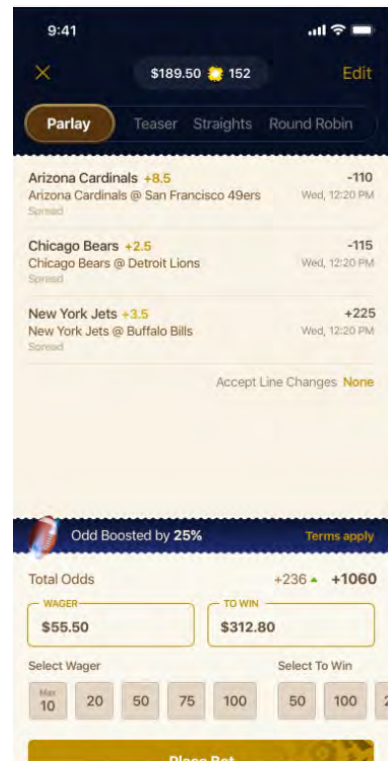 9:41
$189.50 152 Edit
Parlay Teaser Straights Round Robin
Arizona Cardinals +8.5 -110
Arizona Cardinals @ San Francisco 49ers Wed, 12:20 PM
Spread
Chicago Bears +2.5 -115
Chicago Bears @ Detroit Lions Wed, 12:20 PM
Spread
New York Jets +3.5 +225
New York Jets @ Buffalo Bills Wed, 12:20 PM
Spread
Accept Line Changes None
Odd Boosted by 25% Terms apply
Total Odds +236 +1060
WAGER TO WIN
$55.50 $312.80
Select Wager Select To Win
Max
10 20 50 75 100 50 100 2
Place Bet